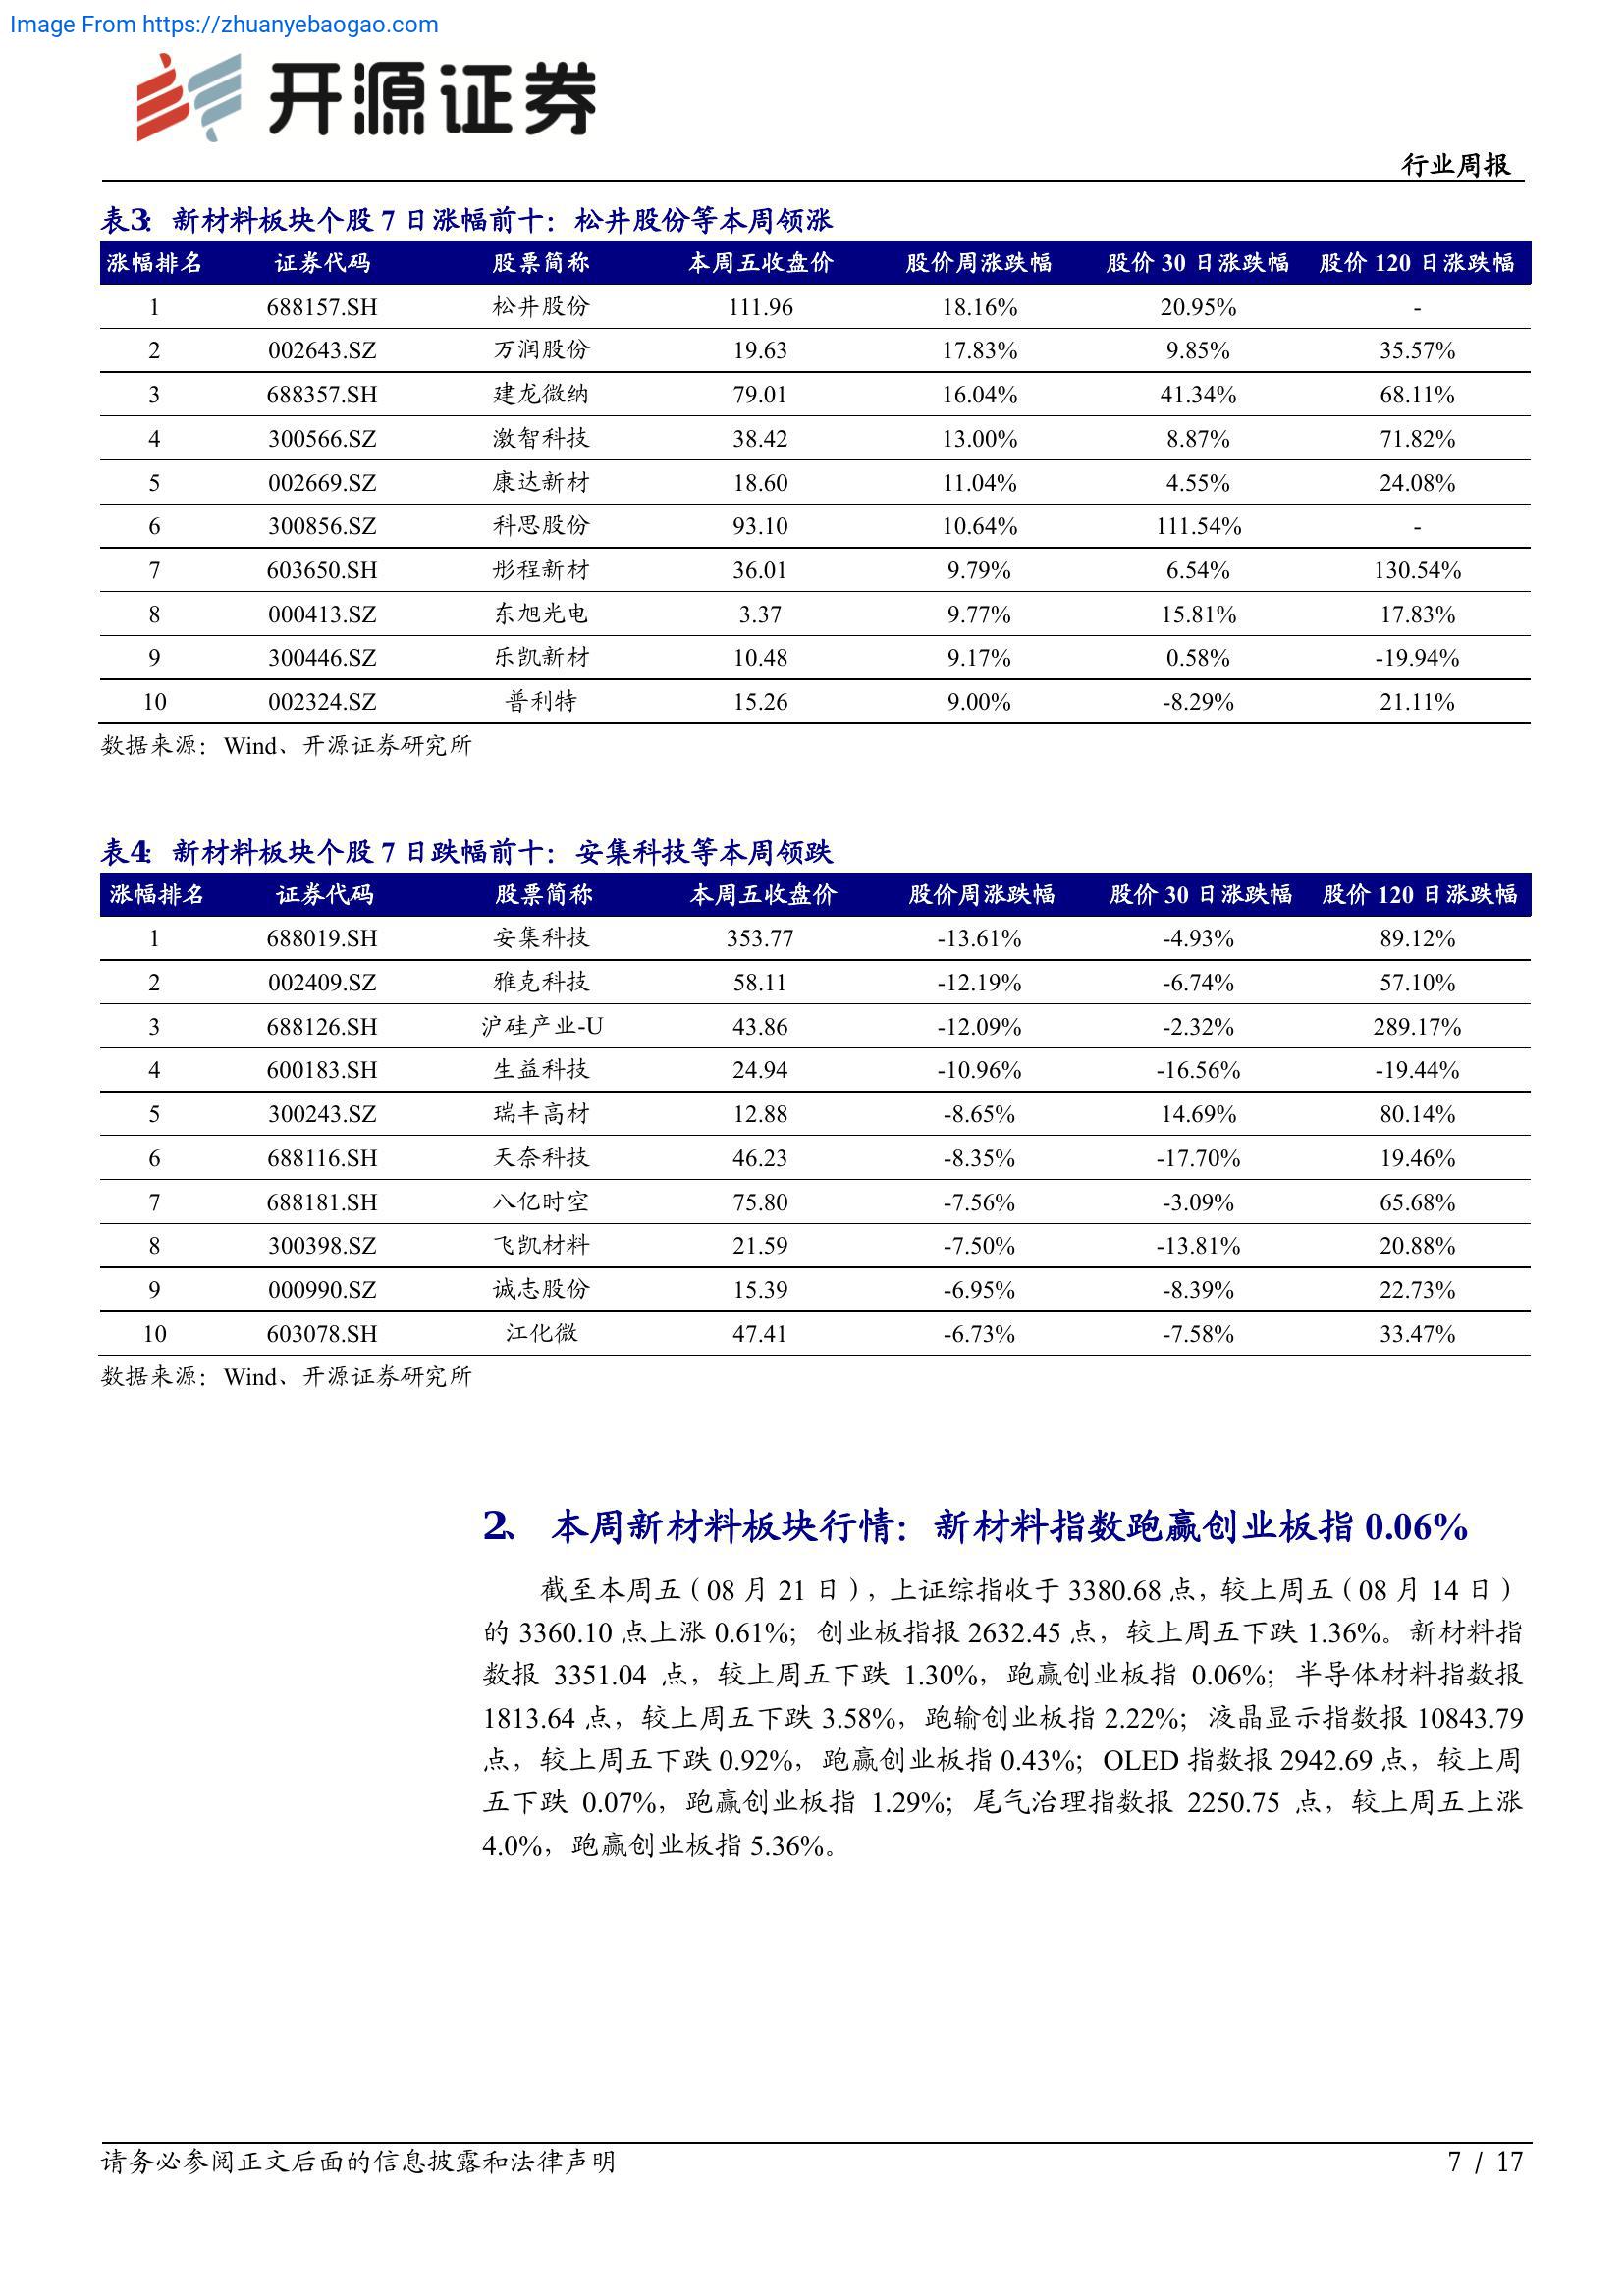 Image From https://zhuanyebaogao.com
开源证券
行业周报
表3：新材料板块个股 7 日涨幅前十：松井股份等本周领涨
涨幅排名 证券代码 股票简称 本周五收盘价 股价周涨跌幅 股价 30 日涨跌幅 股价 120 日涨跌幅
1 688157.SH 松井股份 111.96 18.16% 20.95% -
2 002643.SZ 万润股份 19.63 17.83% 9.85% 35.57%
3 688357.SH 建龙微纳 79.01 16.04% 41.34% 68.11%
4 300566.SZ 激智科技 38.42 13.00% 8.87% 71.82%
5 002669.SZ 康达新材 18.60 11.04% 4.55% 24.08%
6 300856.SZ 科思股份 93.10 10.64% 111.54% -
7 603650.SH 彤程新材 36.01 9.79% 6.54% 130.54%
8 000413.SZ 东旭光电 3.37 9.77% 15.81% 17.83%
9 300446.SZ 乐凯新材 10.48 9.17% 0.58% -19.94%
10 002324.SZ 普利特 15.26 9.00% -8.29% 21.11%
数据来源：Wind、开源证券研究所
表4：新材料板块个股 7 日跌幅前十：安集科技等本周领跌
涨幅排名 证券代码 股票简称 本周五收盘价 股价周涨跌幅 股价 30 日涨跌幅 股价 120 日涨跌幅
1 688019.SH 安集科技 353.77 -13.61% -4.93% 89.12%
2 002409.SZ 雅克科技 58.11 -12.19% -6.74% 57.10%
3 688126.SH 沪硅产业-U 43.86 -12.09% -2.32% 289.17%
4 600183.SH 生益科技 24.94 -10.96% -16.56% -19.44%
5 300243.SZ 瑞丰高材 12.88 -8.65% 14.69% 80.14%
6 688116.SH 天奈科技 46.23 -8.35% -17.70% 19.46%
7 688181.SH 八亿时空 75.80 -7.56% -3.09% 65.68%
8 300398.SZ 飞凯材料 21.59 -7.50% -13.81% 20.88%
9 000990.SZ 诚志股份 15.39 -6.95% -8.39% 22.73%
10 603078.SH 江化微 47.41 -6.73% -7.58% 33.47%
数据来源：Wind、开源证券研究所
2、 本周新材料板块行情：新材料指数跑赢创业板指 0.06%
截至本周五（08 月 21 日），上证综指收于 3380.68 点，较上周五（08 月 14 日）
的 3360.10 点上涨 0.61%；创业板指报 2632.45 点，较上周五下跌 1.36%。新材料指
数报 3351.04 点，较上周五下跌 1.30%，跑赢创业板指 0.06%；半导体材料指数报
1813.64 点，较上周五下跌 3.58%，跑输创业板指 2.22%；液晶显示指数报 10843.79
点，较上周五下跌 0.92%，跑赢创业板指 0.43%；OLED 指数报 2942.69 点，较上周
五下跌 0.07%，跑赢创业板指 1.29%；尾气治理指数报 2250.75 点，较上周五上涨
4.0%，跑赢创业板指 5.36%。
请务必参阅正文后面的信息披露和法律声明 7 / 17